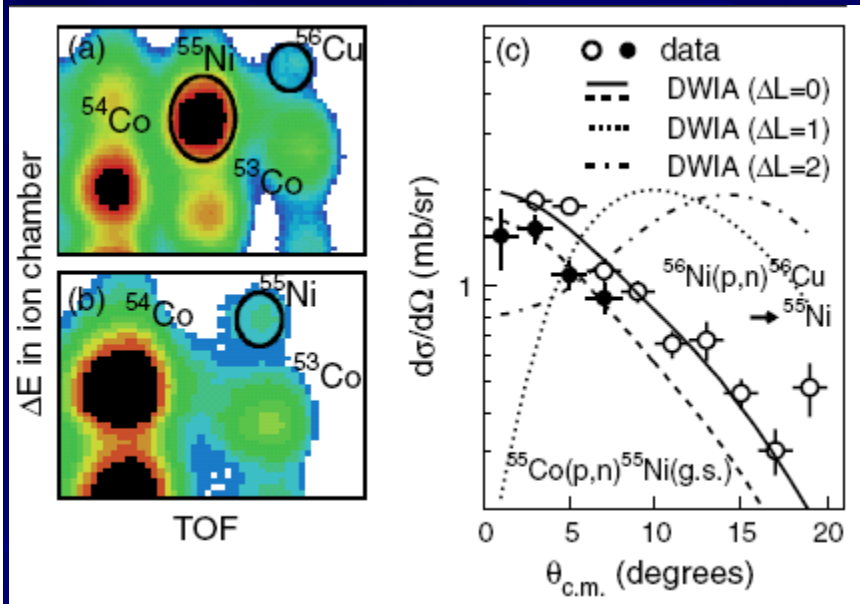 (a)
⁵⁵Ni
⁵⁶Cu
⁵⁴Co
⁵³Co
(b)
⁵⁴Co
⁵⁵Ni
⁵³Co
ΔE in ion chamber
TOF
(c)
data
DWIA (ΔL=0)
DWIA (ΔL=1)
DWIA (ΔL=2)
dσ/dΩ (mb/sr)
1
⁵⁶Ni(p,n)⁵⁶Cu
→ ⁵⁵Ni
⁵⁵Co(p,n)⁵⁵Ni(g.s.)
0 5 10 15 20
θc.m. (degrees)